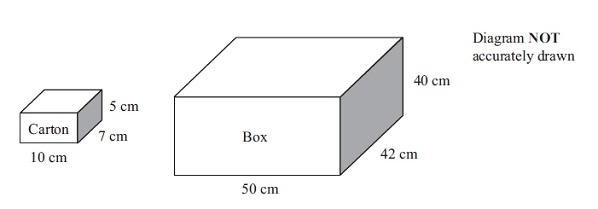 Diagram NOT
accurately drawn
40 cm
5 cm
Carton
7 cm
Box
10 cm
42 cm
50 cm